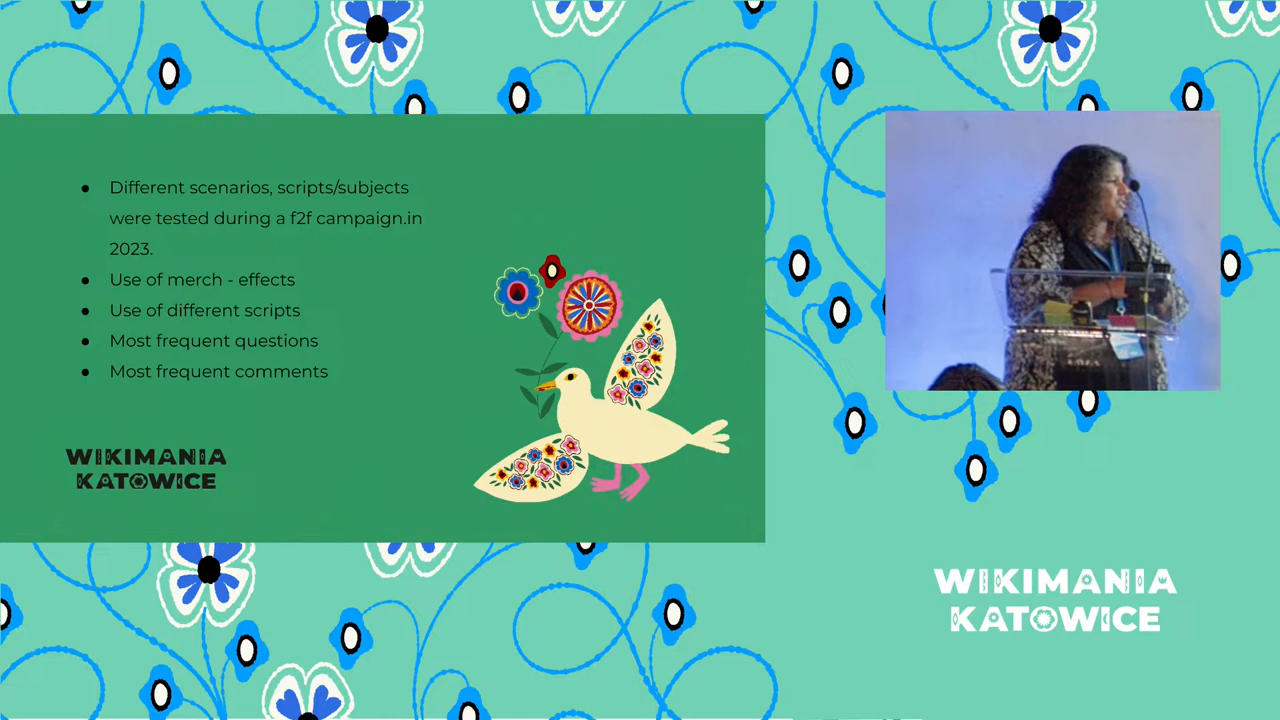 Different scenarios, scripts/subjects
were tested during a f2f campaign.in
2023.
Use of merch - effects
Use of different scripts
Most frequent questions
Most frequent comments
WIKIMANIA
KATOWICE
WIKIMANIA
KATOWICE